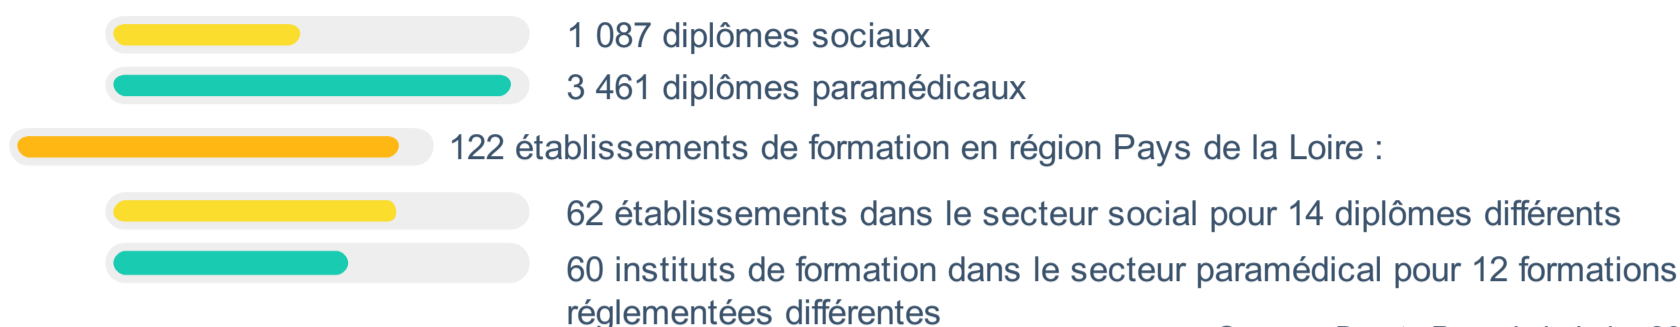 1 087 diplômes sociaux
3 461 diplômes paramédicaux
122 établissements de formation en région Pays de la Loire :
62 établissements dans le secteur social pour 14 diplômes différents
60 instituts de formation dans le secteur paramédical pour 12 formations
réglementées différentes